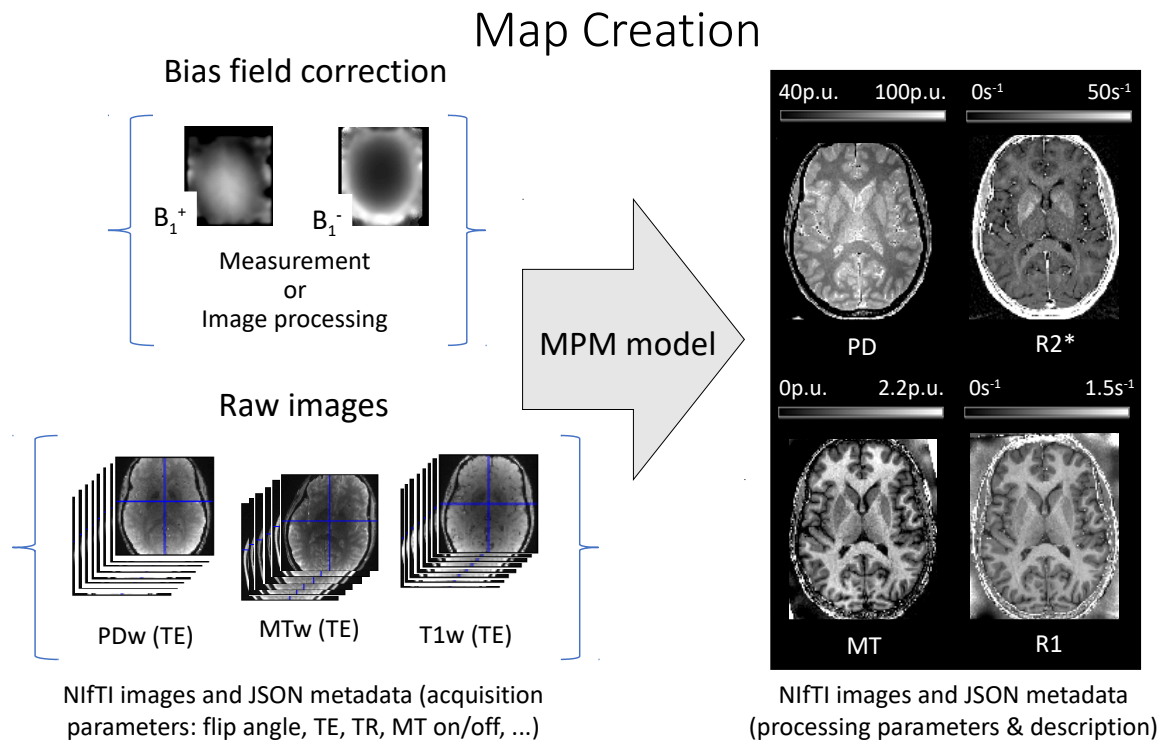 Map Creation
Bias field correction
B₁⁺
B₁⁻
Measurement
or
Image processing
Raw images
PDw (TE)
MTw (TE)
T1w (TE)
NIfTI images and JSON metadata (acquisition
parameters: flip angle, TE, TR, MT on/off, ...)
MPM model
40p.u. 100p.u.
0s⁻¹ 50s⁻¹
PD
R2*
0p.u. 2.2p.u.
0s⁻¹ 1.5s⁻¹
MT
R1
NIfTI images and JSON metadata
(processing parameters & description)